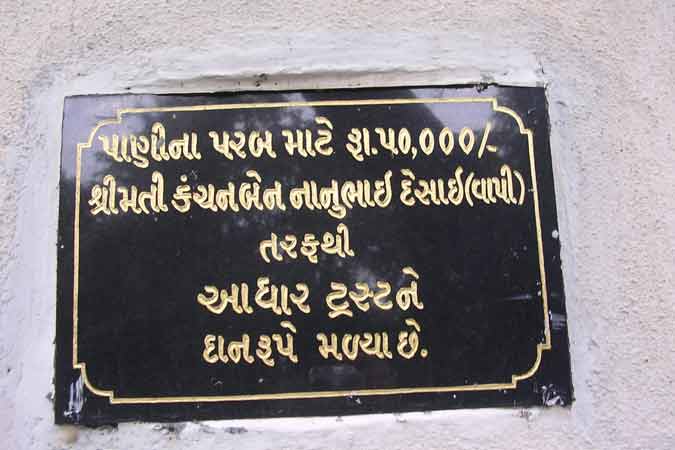 પાણીના પરબ માટે રૂા.૫૦,૦૦૦/-
શ્રીમતી કંચનબેન નાનુભાઇ દેસાઇ(વાપી)
તરફથી
આધાર ટ્રસ્ટને
દાનરૂપે મળ્યા છે.